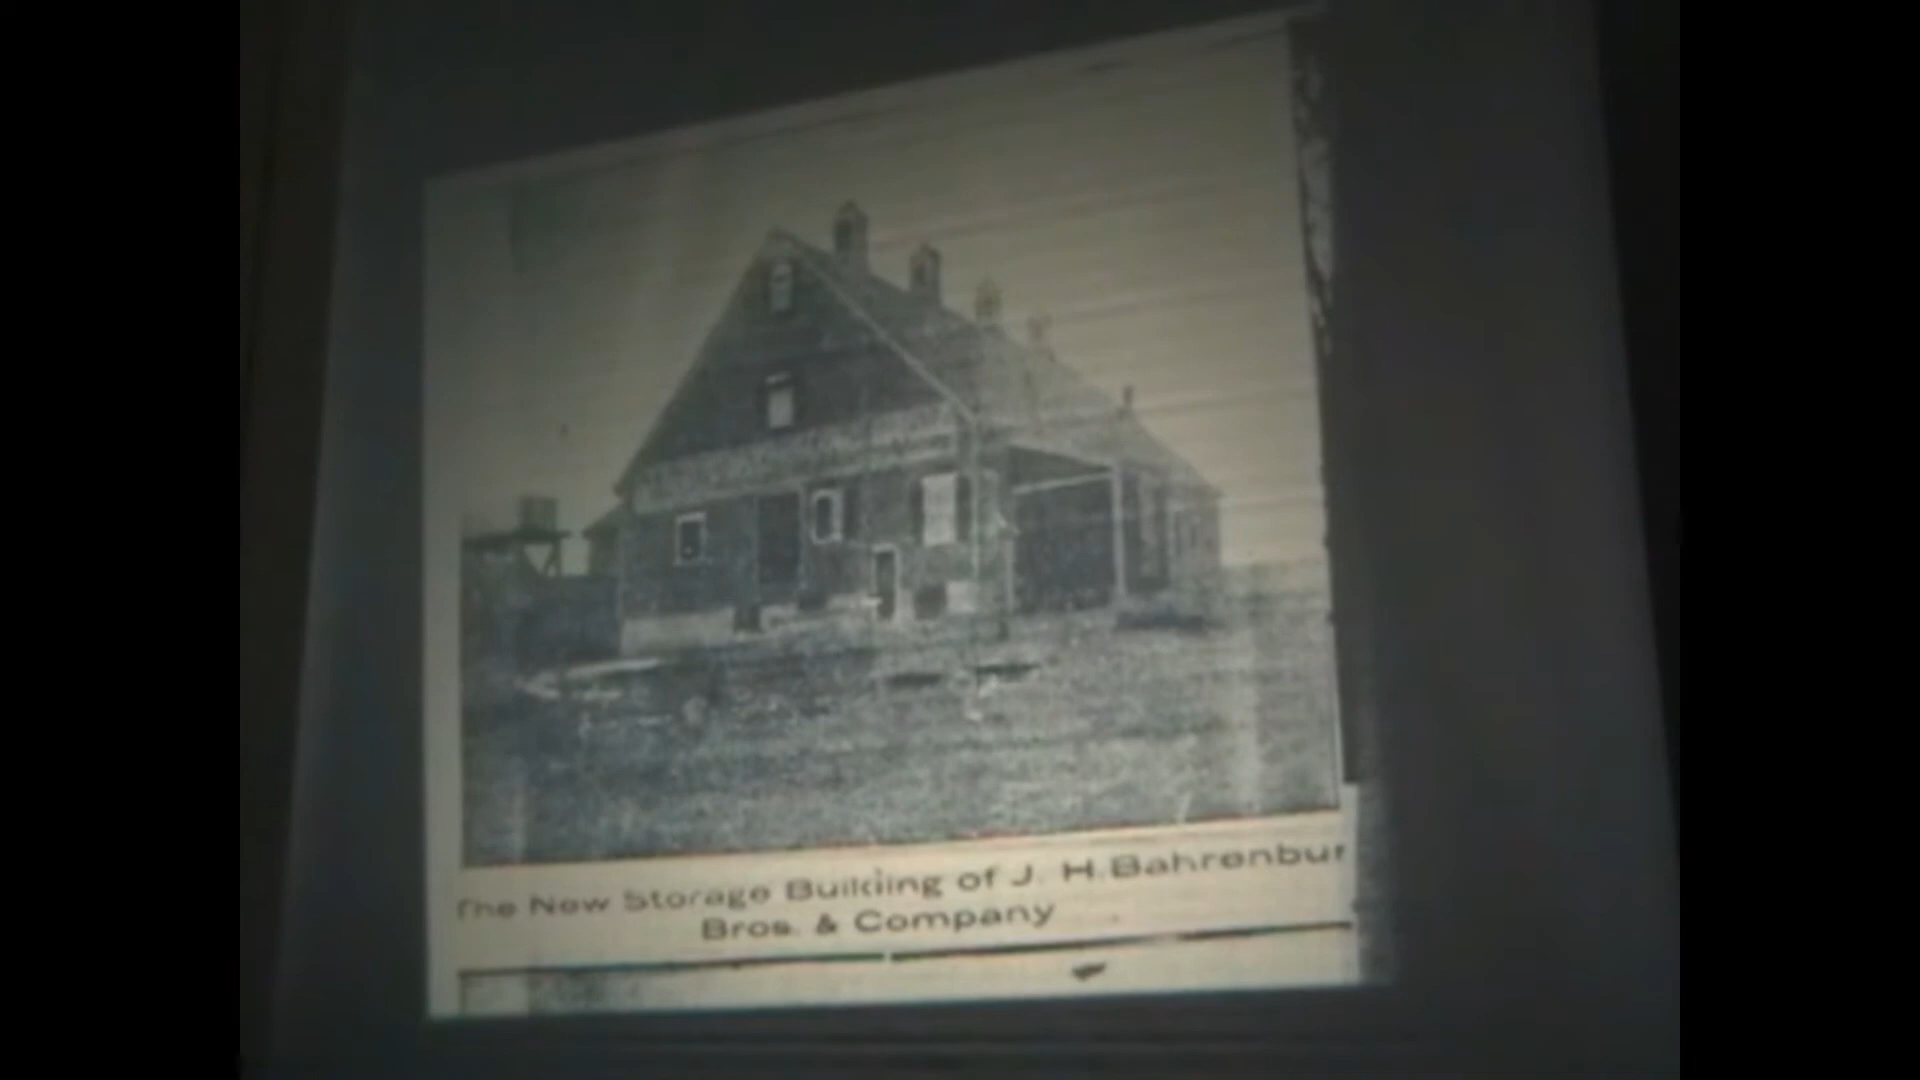 The New Storage Building of J. H. Bahrenbur
Bros. & Company